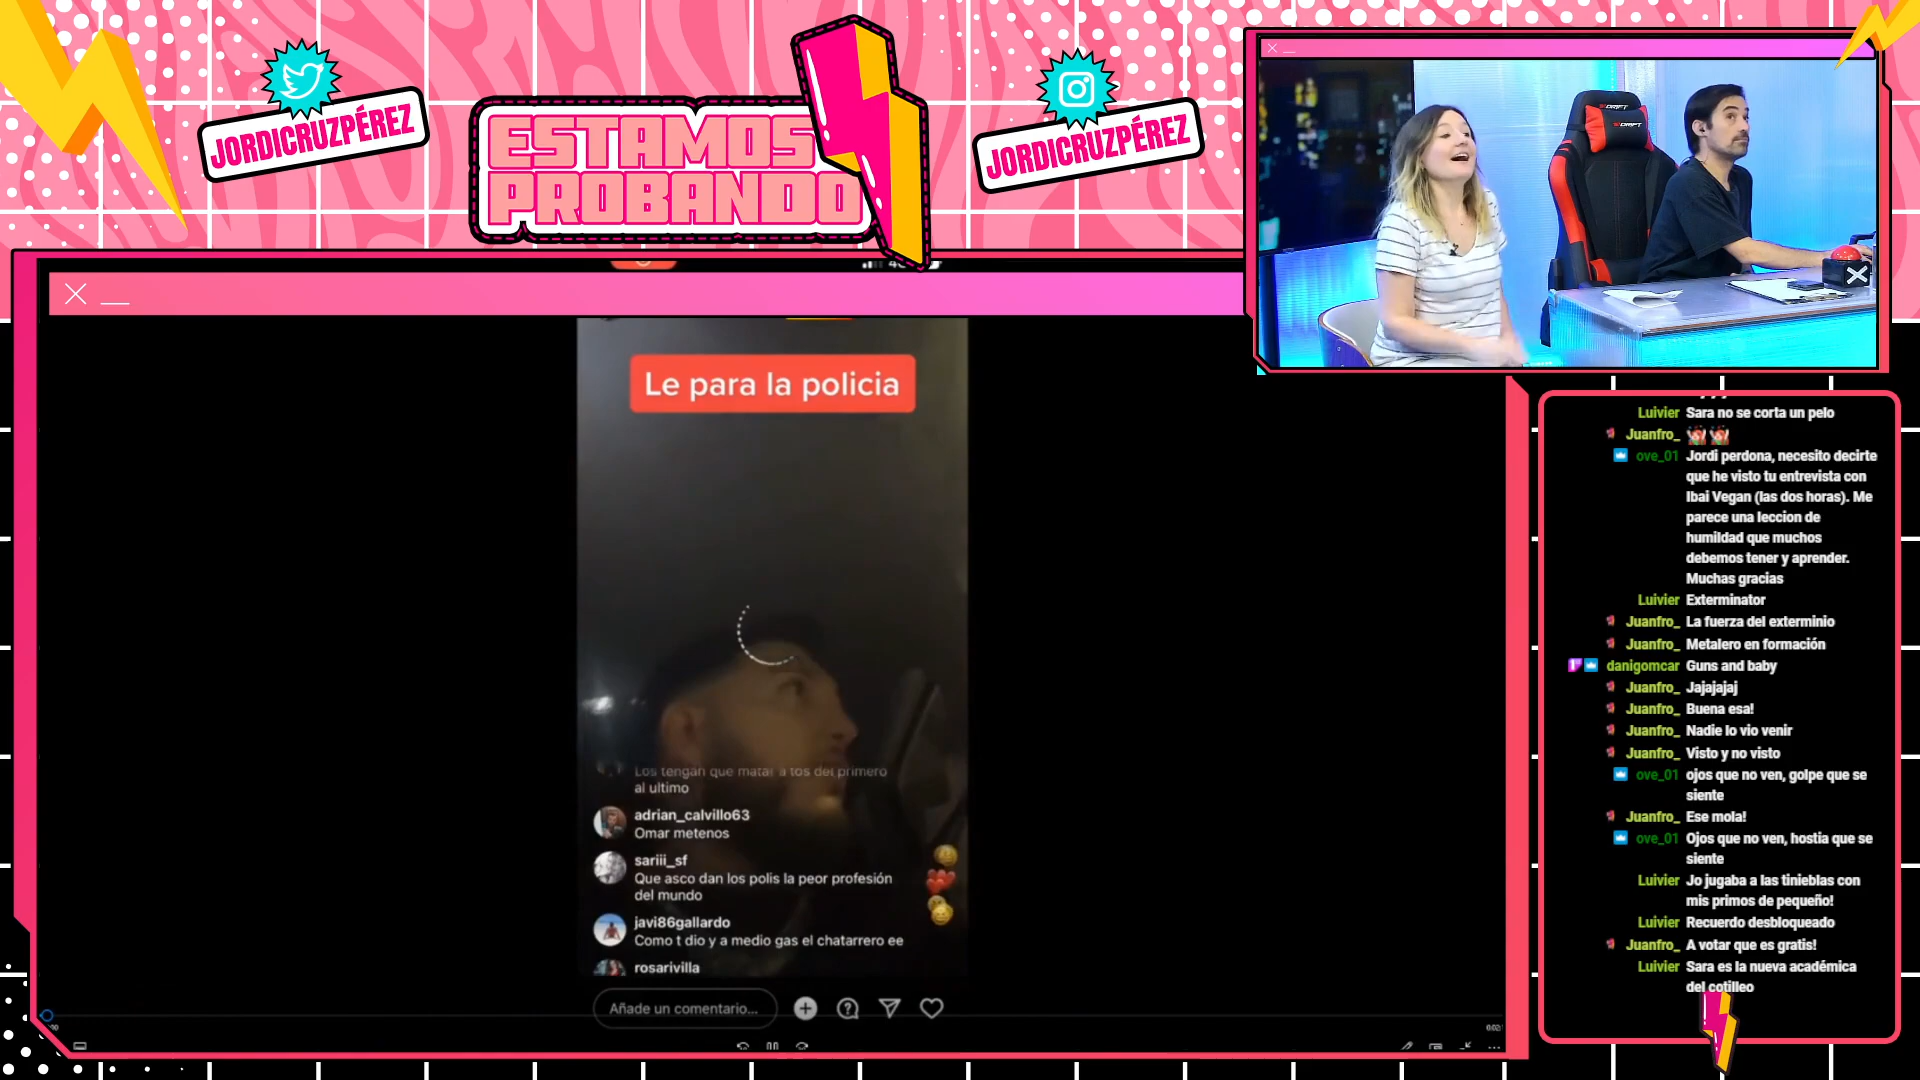 JORDICRUZPÉREZ
ESTAMOS
PROBANDO
JORDICRUZPÉREZ
DRIFT
DRIFT
Le para la policia
Los tengan que matar a tos del primero
al ultimo
adrian_calvillo63
Omar metenos
sariii_sf
Que asco dan los polis la peor profesión
del mundo
javi86gallardo
Como t dio y a medio gas el chatarrero ee
rosarivilla
Añade un comentario...
Luivier Sara no se corta un pelo
Juanfro_
ove_01 Jordi perdona, necesito decirte
que he visto tu entrevista con
Ibai Vegan (las dos horas). Me
parece una leccion de
humildad que muchos
debemos tener y aprender.
Muchas gracias
Luivier Exterminator
Juanfro_ La fuerza del exterminio
Juanfro_ Metalero en formación
danigomcar Guns and baby
Juanfro_ Jajajajaj
Juanfro_ Buena esa!
Juanfro_ Nadie lo vio venir
Juanfro_ Visto y no visto
ove_01 ojos que no ven, golpe que se
siente
Juanfro_ Ese mola!
ove_01 Ojos que no ven, hostia que se
siente
Luivier Jo jugaba a las tinieblas con
mis primos de pequeño!
Luivier Recuerdo desbloqueado
Juanfro_ A votar que es gratis!
Luivier Sara es la nueva académica
del cotilleo